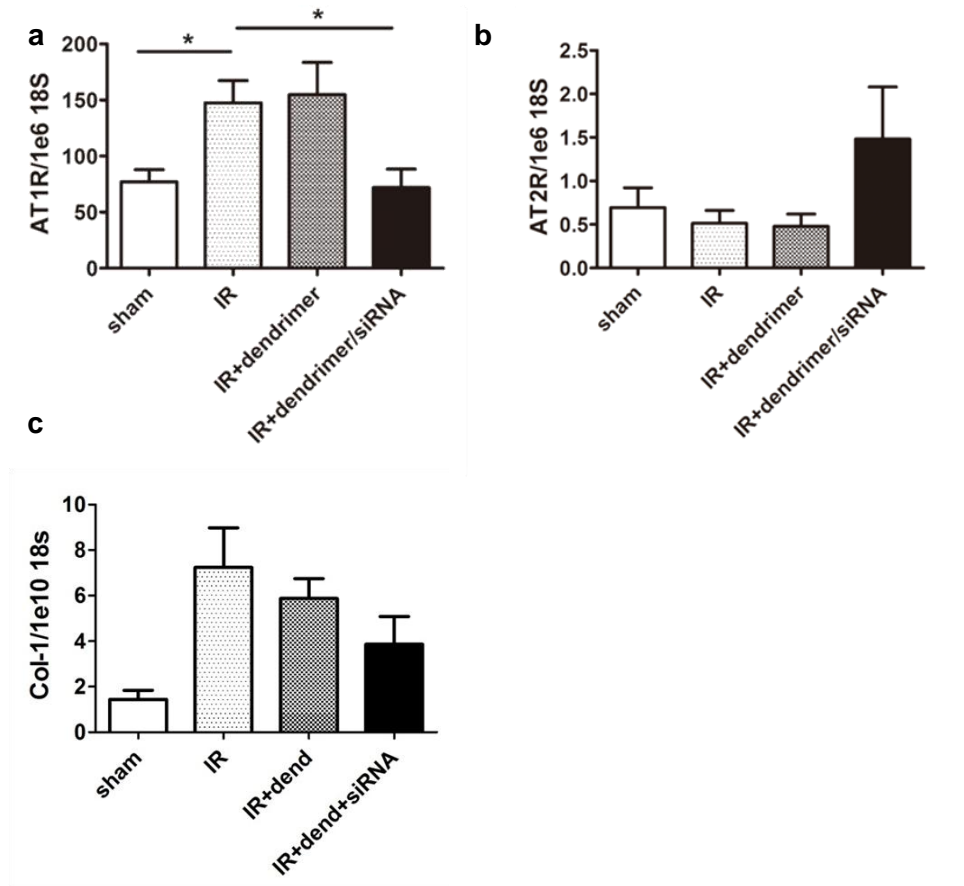 a
*
*
AT1R/1e6 18S
200
150
100
50
0
sham
IR
IR+dendrimer
IR+dendrimer/siRNA
b
AT2R/1e6 18S
2.5
2.0
1.5
1.0
0.5
0.0
sham
IR
IR+dendrimer
IR+dendrimer/siRNA
c
Col-1/1e10 18s
10
8
6
4
2
0
sham
IR
IR+dend
IR+dend+siRNA